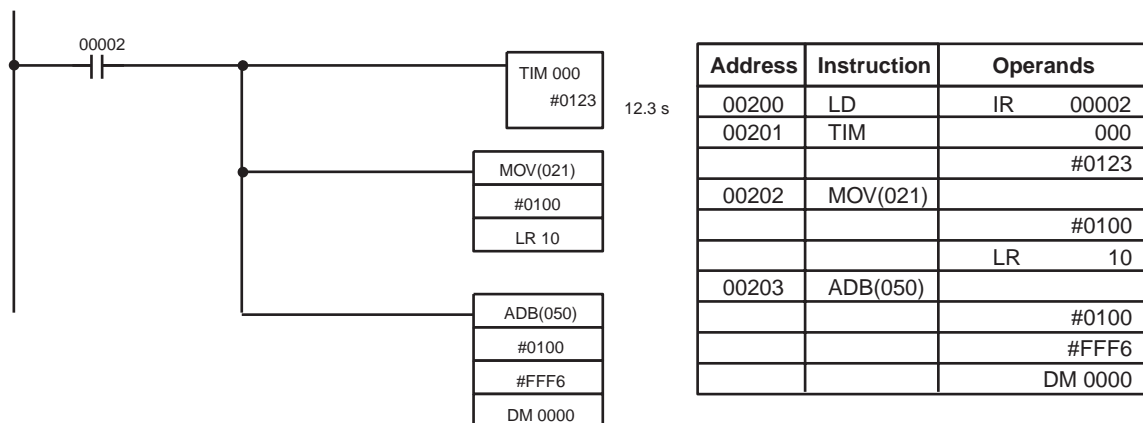 00002
TIM 000
#0123
12.3 s
MOV(021)
#0100
LR 10
ADB(050)
#0100
#FFF6
DM 0000
Address Instruction Operands
00200 LD IR 00002
00201 TIM 000
#0123
00202 MOV(021)
#0100
LR 10
00203 ADB(050)
#0100
#FFF6
DM 0000